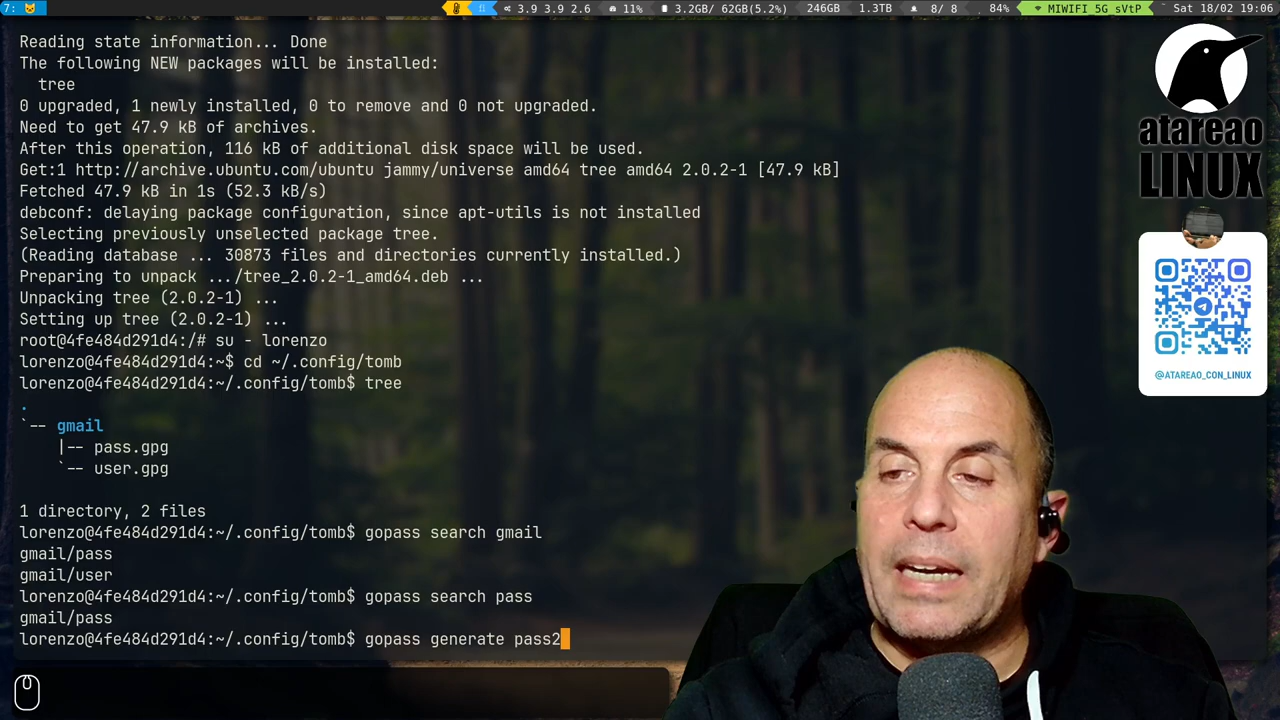 7:
3.9 3.9 2.6 11% 3.2GB/ 62GB(5.2%) 246GB 1.3TB 8/ 8 84% MIWIFI_5G_sVtP Sat 18/02 19:06
Reading state information... Done
The following NEW packages will be installed:
tree
0 upgraded, 1 newly installed, 0 to remove and 0 not upgraded.
Need to get 47.9 kB of archives.
After this operation, 116 kB of additional disk space will be used.
Get:1 http://archive.ubuntu.com/ubuntu jammy/universe amd64 tree amd64 2.0.2-1 [47.9 kB]
Fetched 47.9 kB in 1s (52.3 kB/s)
debconf: delaying package configuration, since apt-utils is not installed
Selecting previously unselected package tree.
(Reading database ... 30873 files and directories currently installed.)
Preparing to unpack .../tree_2.0.2-1_amd64.deb ...
Unpacking tree (2.0.2-1) ...
Setting up tree (2.0.2-1) ...
root@4fe484d291d4:/# su - lorenzo
lorenzo@4fe484d291d4:~$ cd ~/.config/tomb
lorenzo@4fe484d291d4:~/.config/tomb$ tree
.
`-- gmail
|-- pass.gpg
`-- user.gpg
1 directory, 2 files
lorenzo@4fe484d291d4:~/.config/tomb$ gopass search gmail
gmail/pass
gmail/user
lorenzo@4fe484d291d4:~/.config/tomb$ gopass search pass
gmail/pass
lorenzo@4fe484d291d4:~/.config/tomb$ gopass generate pass2
atareao
LINUX
@ATAREAO_CON_LINUX